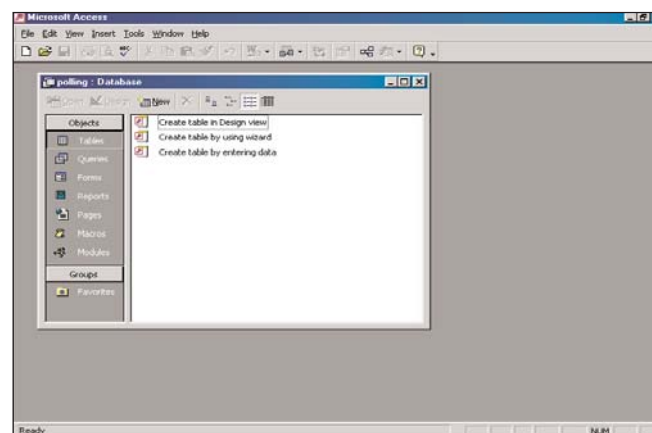 Microsoft Access
File Edit View Insert Tools Window Help
polling : Database
Open Design New
Objects
Tables
Queries
Forms
Reports
Pages
Macros
Modules
Groups
Favorites
Create table in Design view
Create table by using wizard
Create table by entering data
Ready
NUM